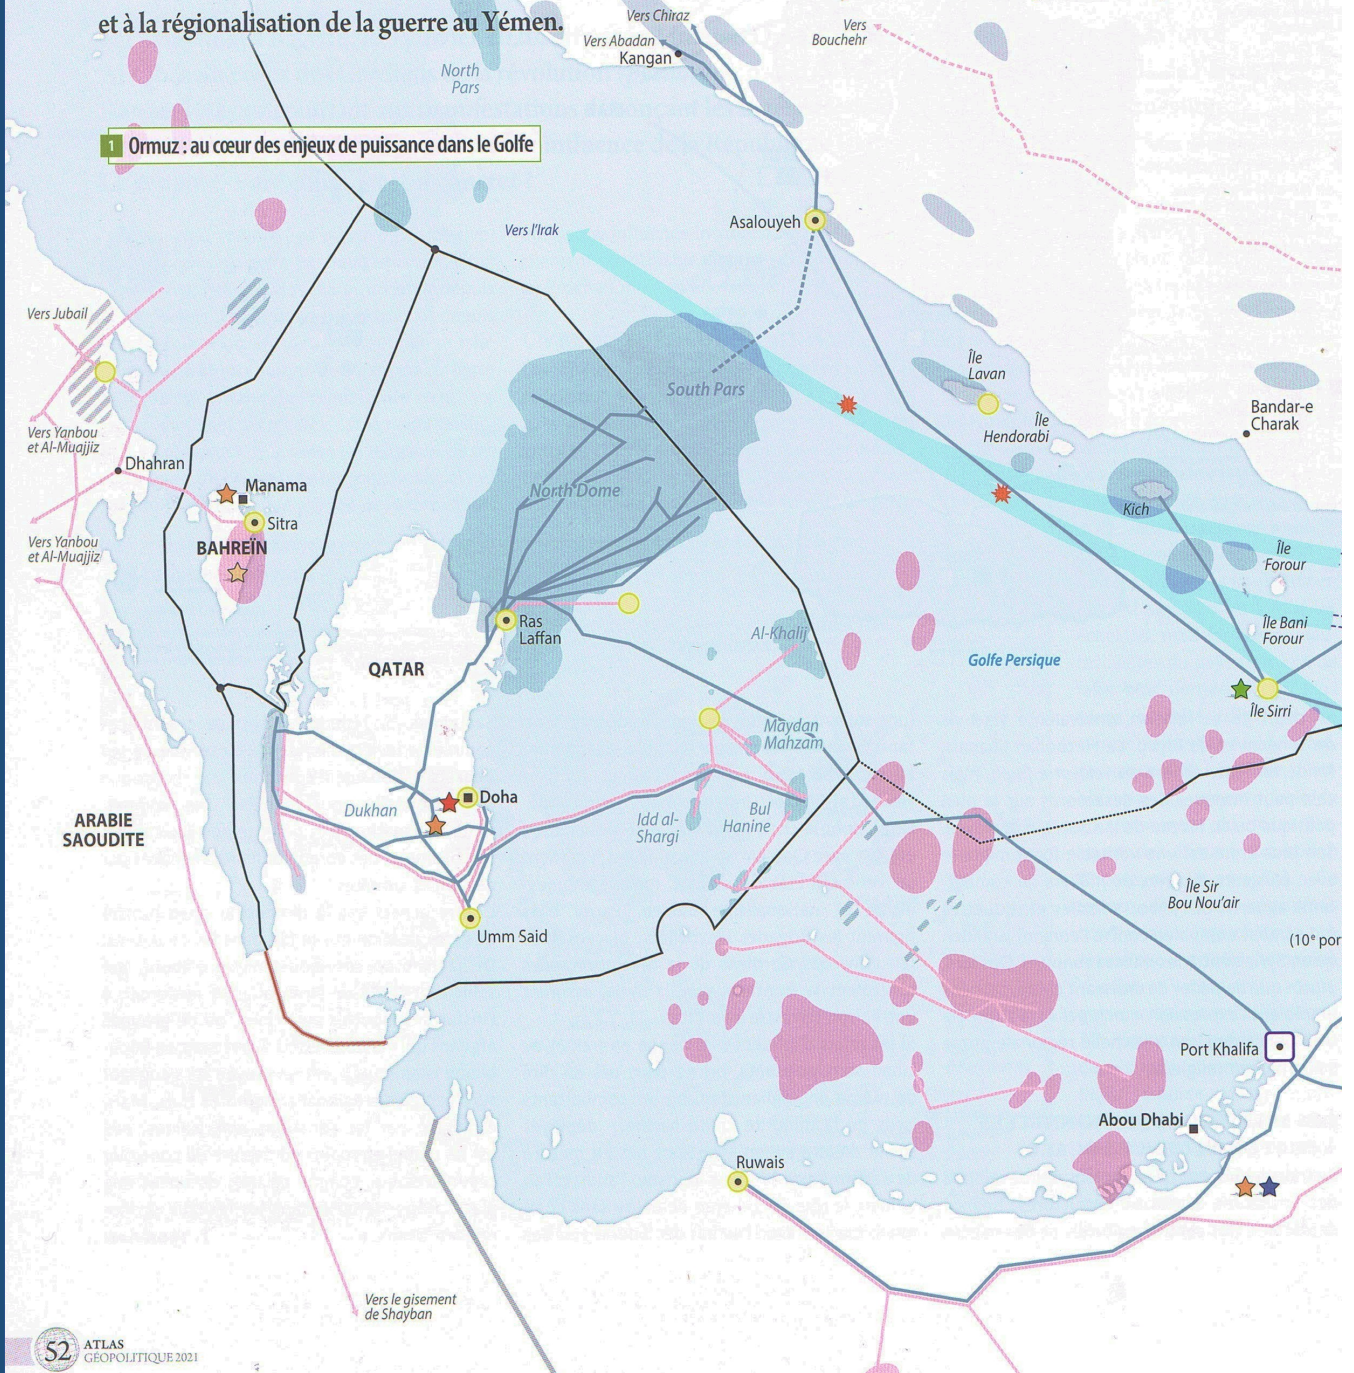 et à la régionalisation de la guerre au Yémen.
Vers Chiraz
Vers Abadan
Kangan
Vers
Bouchehr
North
Pars
1 Ormuz : au cœur des enjeux de puissance dans le Golfe
Asalouyeh
Vers l'Irak
Vers Jubail
Île
Lavan
South Pars
Île
Hendorabi
Bandar-e
Charak
Vers Yanbou
et Al-Muajjiz
Dhahran
Manama
North Dome
Kich
Sitra
Vers Yanbou
et Al-Muajjiz
BAHREÏN
Île
Forour
Ras
Laffan
Al-Khalij
Île Bani
Forour
QATAR
Golfe Persique
Île Sirri
Maydan
Mahzam
Doha
Dukhan
Idd al-
Shargi
Bul
Hanine
ARABIE
SAOUDITE
Île Sir
Bou Nou'air
Umm Said
(10e por
Port Khalifa
Abou Dhabi
Ruwais
Vers le gisement
de Shayban
52 ATLAS
GÉOPOLITIQUE 2021